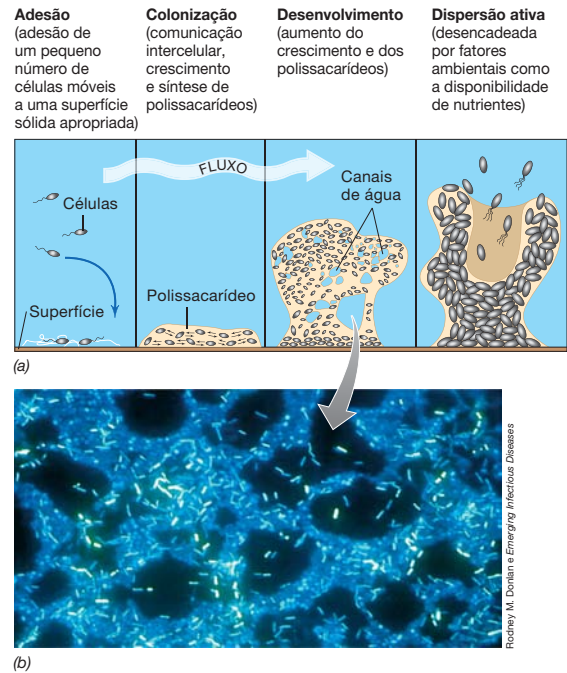 Adesão
(adesão de
um pequeno
número de
células móveis
a uma superfície
sólida apropriada)
Colonização
(comunicação
intercelular,
crescimento
e síntese de
polissacarídeos)
Desenvolvimento
(aumento do
crescimento e dos
polissacarídeos)
Dispersão ativa
(desencadeada
por fatores
ambientais como
a disponibilidade
de nutrientes)
FLUXO
Células
Superfície
Polissacarídeo
Canais
de água
(a)
Rodney M. Donlan e Emerging Infectious Diseases
(b)